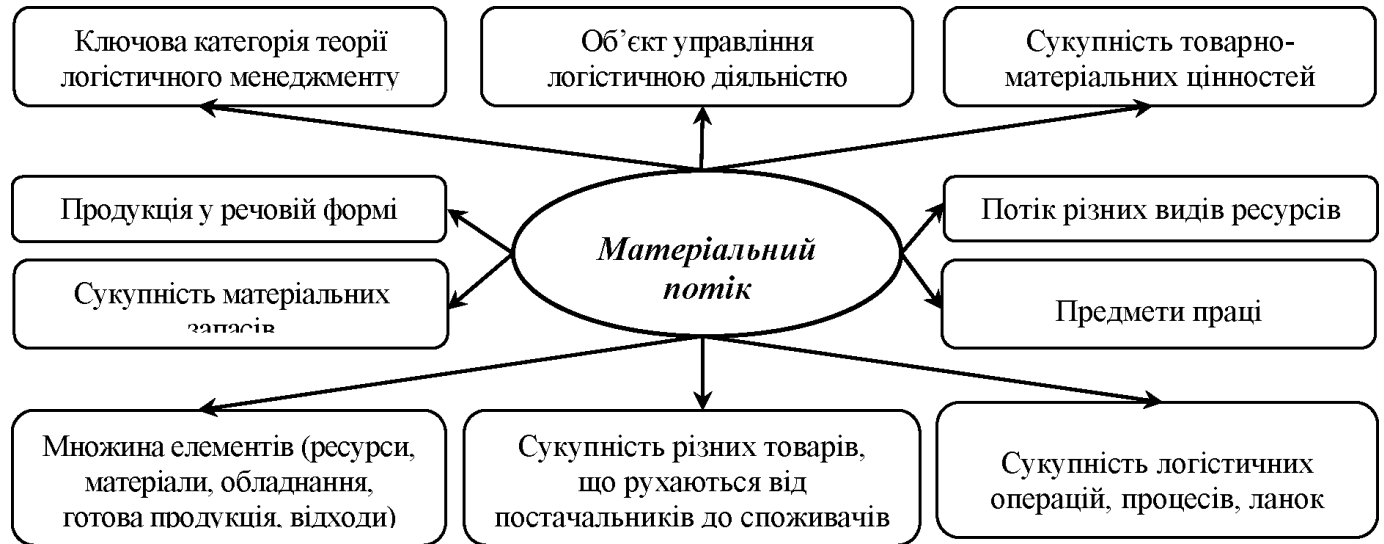 Ключова категорія теорії
логістичного менеджменту
Об’єкт управління
логістичною діяльністю
Сукупність товарно-
матеріальних цінностей
Продукція у речовій формі
Потік різних видів ресурсів
Матеріальний
потік
Сукупність матеріальних
запасів
Предмети праці
Множина елементів (ресурси,
матеріали, обладнання,
готова продукція, відходи)
Сукупність різних товарів,
що рухаються від
постачальників до споживачів
Сукупність логістичних
операцій, процесів, ланок